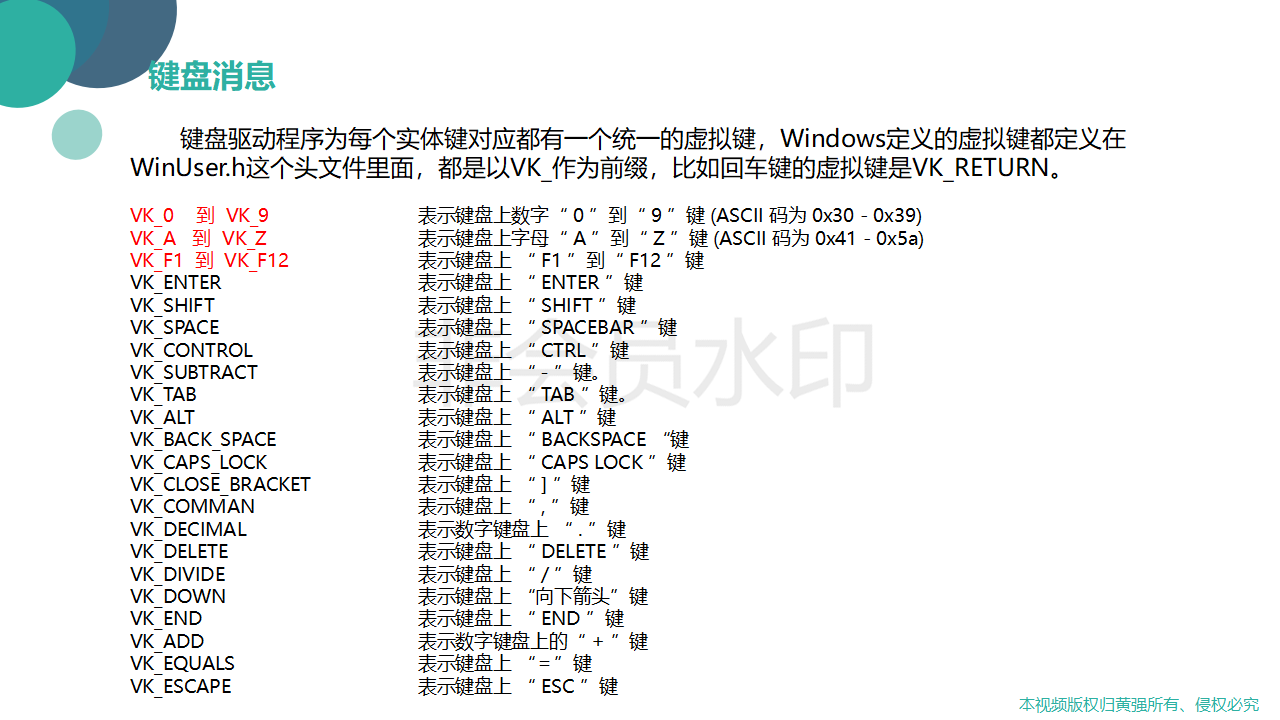 键盘消息
键盘驱动程序为每个实体键对应都有一个统一的虚拟键，Windows定义的虚拟键都定义在
WinUser.h这个头文件里面，都是以VK_作为前缀，比如回车键的虚拟键是VK_RETURN。
VK_0 到 VK_9 表示键盘上数字“ 0 ”到“ 9 ”键 (ASCII 码为 0x30 - 0x39)
VK_A 到 VK_Z 表示键盘上字母“ A ”到“ Z ”键 (ASCII 码为 0x41 - 0x5a)
VK_F1 到 VK_F12 表示键盘上 “ F1 ”到“ F12 ”键
VK_ENTER 表示键盘上 “ ENTER ”键
VK_SHIFT 表示键盘上 “ SHIFT ”键
VK_SPACE 表示键盘上 “ SPACEBAR ”键
VK_CONTROL 表示键盘上 “ CTRL ”键
VK_SUBTRACT 表示键盘上 “ - ”键。
VK_TAB 表示键盘上 “ TAB ”键。
VK_ALT 表示键盘上 “ ALT ”键
VK_BACK_SPACE 表示键盘上 “ BACKSPACE “键
VK_CAPS_LOCK 表示键盘上 “ CAPS LOCK ”键
VK_CLOSE_BRACKET 表示键盘上 “ ] ”键
VK_COMMAN 表示键盘上 “ , ”键
VK_DECIMAL 表示数字键盘上 “ . ”键
VK_DELETE 表示键盘上 “ DELETE ”键
VK_DIVIDE 表示键盘上 “ / ”键
VK_DOWN 表示键盘上 “向下箭头”键
VK_END 表示键盘上 “ END ”键
VK_ADD 表示数字键盘上的“ + ”键
VK_EQUALS 表示键盘上 “ = ”键
VK_ESCAPE 表示键盘上 “ ESC ”键
非会员水印
本视频版权归黄强所有、侵权必究